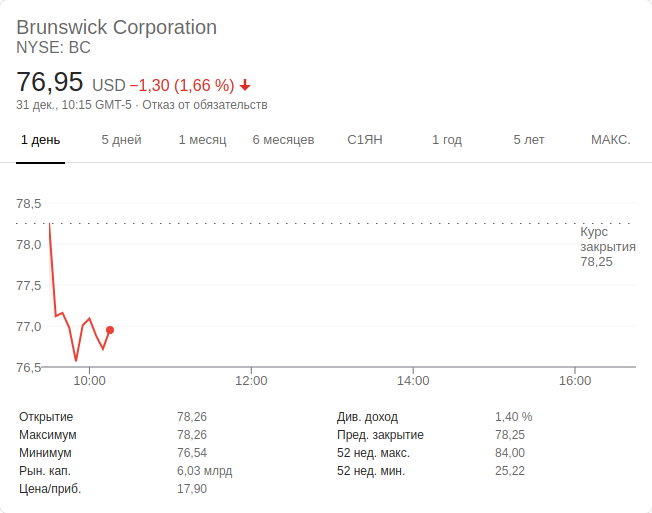 Brunswick Corporation
NYSE: BC
76,95 USD −1,30 (1,66 %)
31 дек., 10:15 GMT-5 · Отказ от обязательств
1 день 5 дней 1 месяц 6 месяцев С1ЯН 1 год 5 лет МАКС.
78,5
Курс
78,0 закрытия
78,25
77,5
77,0
76,5
10:00 12:00 14:00 16:00
Открытие 78,26 Див. доход 1,40 %
Максимум 78,26 Пред. закрытие 78,25
Минимум 76,54 52 нед. макс. 84,00
Рын. кап. 6,03 млрд 52 нед. мин. 25,22
Цена/приб. 17,90